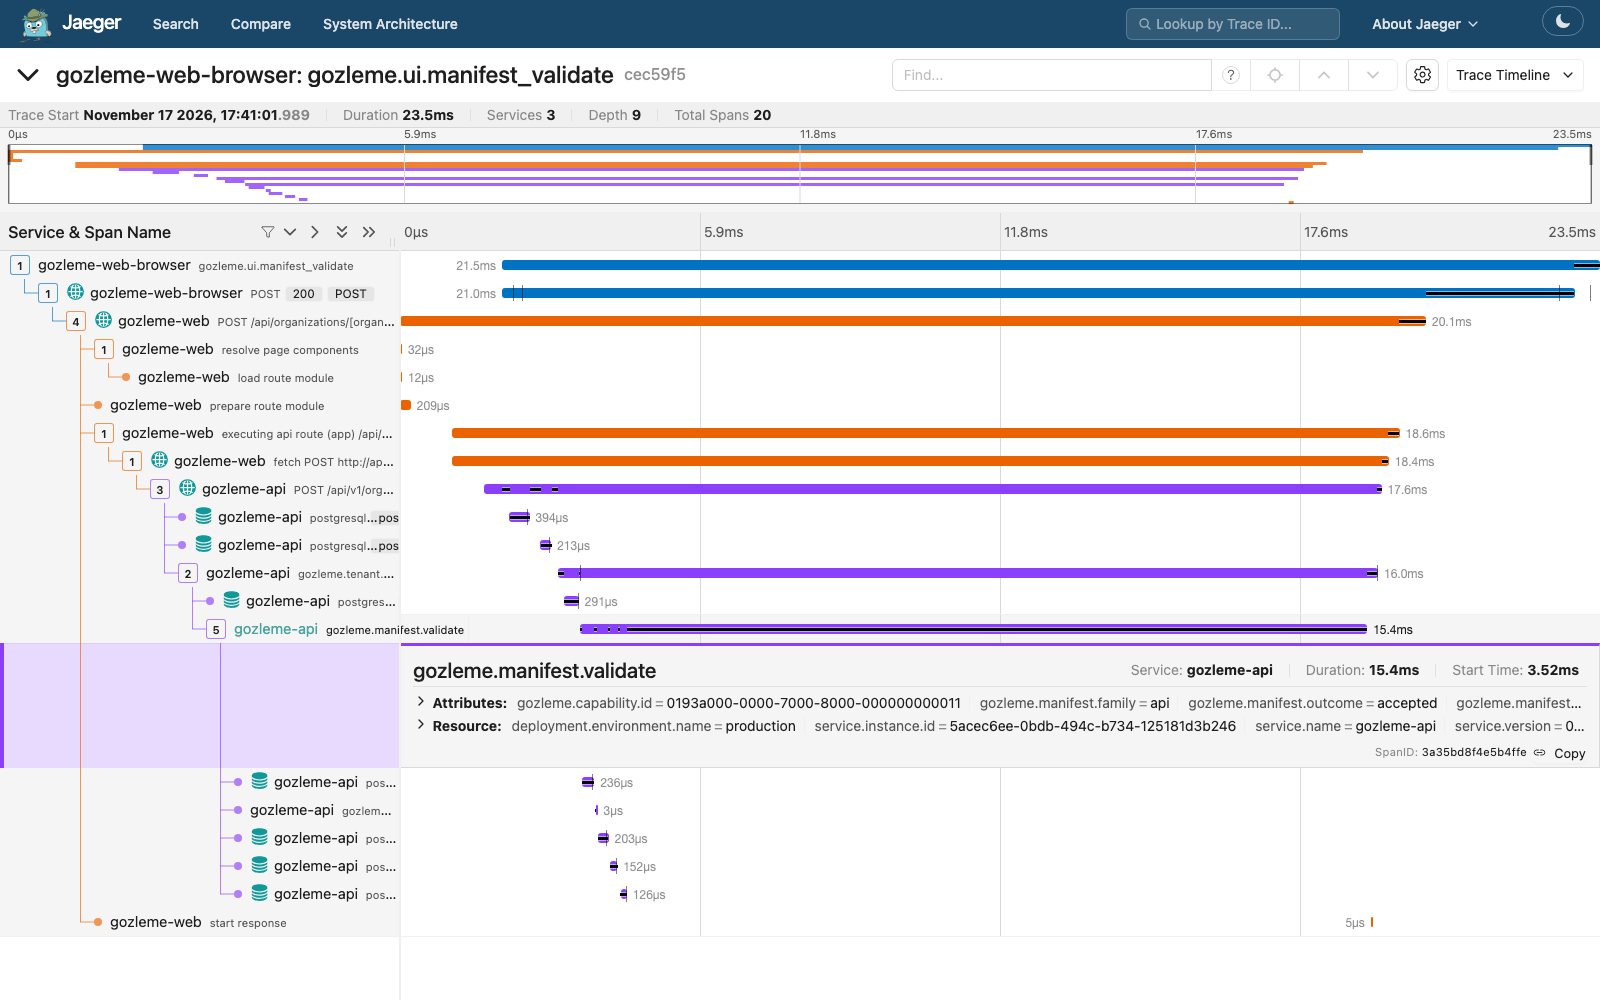 Jaeger Search Compare System Architecture Lookup by Trace ID... About Jaeger
gozleme-web-browser: gozleme.ui.manifest_validate cec59f5 Find... ? Trace Timeline
Trace Start November 17 2026, 17:41:01.989 Duration 23.5ms Services 3 Depth 9 Total Spans 20
0μs 5.9ms 11.8ms 17.6ms 23.5ms
Service & Span Name 0μs 5.9ms 11.8ms 17.6ms 23.5ms
1 gozleme-web-browser gozleme.ui.manifest_validate 21.5ms
1 gozleme-web-browser POST 200 POST 21.0ms
4 gozleme-web POST /api/organizations/[organ... 20.1ms
1 gozleme-web resolve page components 32μs
gozleme-web load route module 12μs
gozleme-web prepare route module 209μs
1 gozleme-web executing api route (app) /api/... 18.6ms
1 gozleme-web fetch POST http://ap... 18.4ms
3 gozleme-api POST /api/v1/org... 17.6ms
gozleme-api postgresql...pos 394μs
gozleme-api postgresql...pos 213μs
2 gozleme-api gozleme.tenant.... 16.0ms
gozleme-api postgres... 291μs
5 gozleme-api gozleme.manifest.validate 15.4ms
gozleme.manifest.validate Service: gozleme-api Duration: 15.4ms Start Time: 3.52ms
Attributes: gozleme.capability.id = 0193a000-0000-7000-8000-000000000011 gozleme.manifest.family = api gozleme.manifest.outcome = accepted gozleme.manifest...
Resource: deployment.environment.name = production service.instance.id = 5acec6ee-0bdb-494c-b734-125181d3b246 service.name = gozleme-api service.version = 0...
SpanID: 3a35bd8f4e5b4ffe Copy
gozleme-api pos... 236μs
gozleme-api gozlem... 3μs
gozleme-api pos... 203μs
gozleme-api pos... 152μs
gozleme-api pos... 126μs
gozleme-web start response 5μs